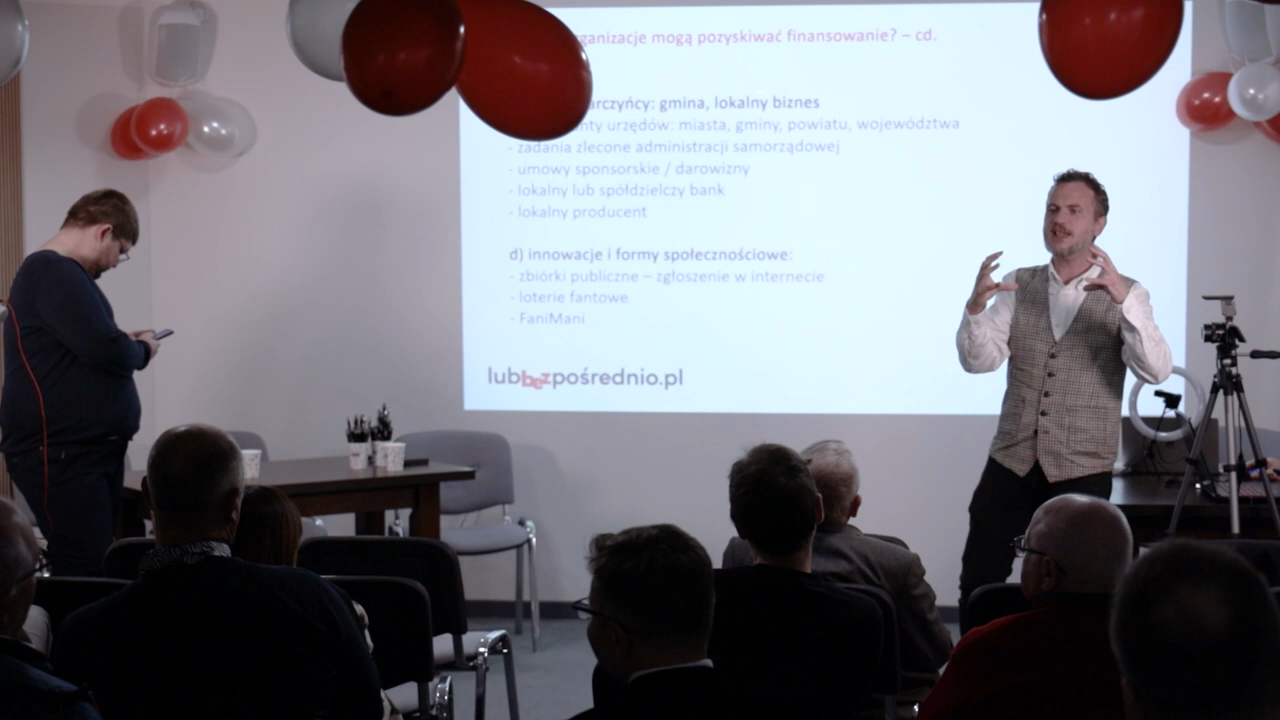 organizacje mogą pozyskiwać finansowanie? – cd.
gmina, lokalny biznes
urzędów: miasta, gminy, powiatu, województwa
- zadania zlecone administracji samorządowej
- umowy sponsorskie / darowizny
- lokalny lub spółdzielczy bank
- lokalny producent
d) innowacje i formy społecznościowe:
- zbiórki publiczne – zgłoszenie w internecie
- loterie fantowe
- FaniMani
lubbezpośrednio.pl